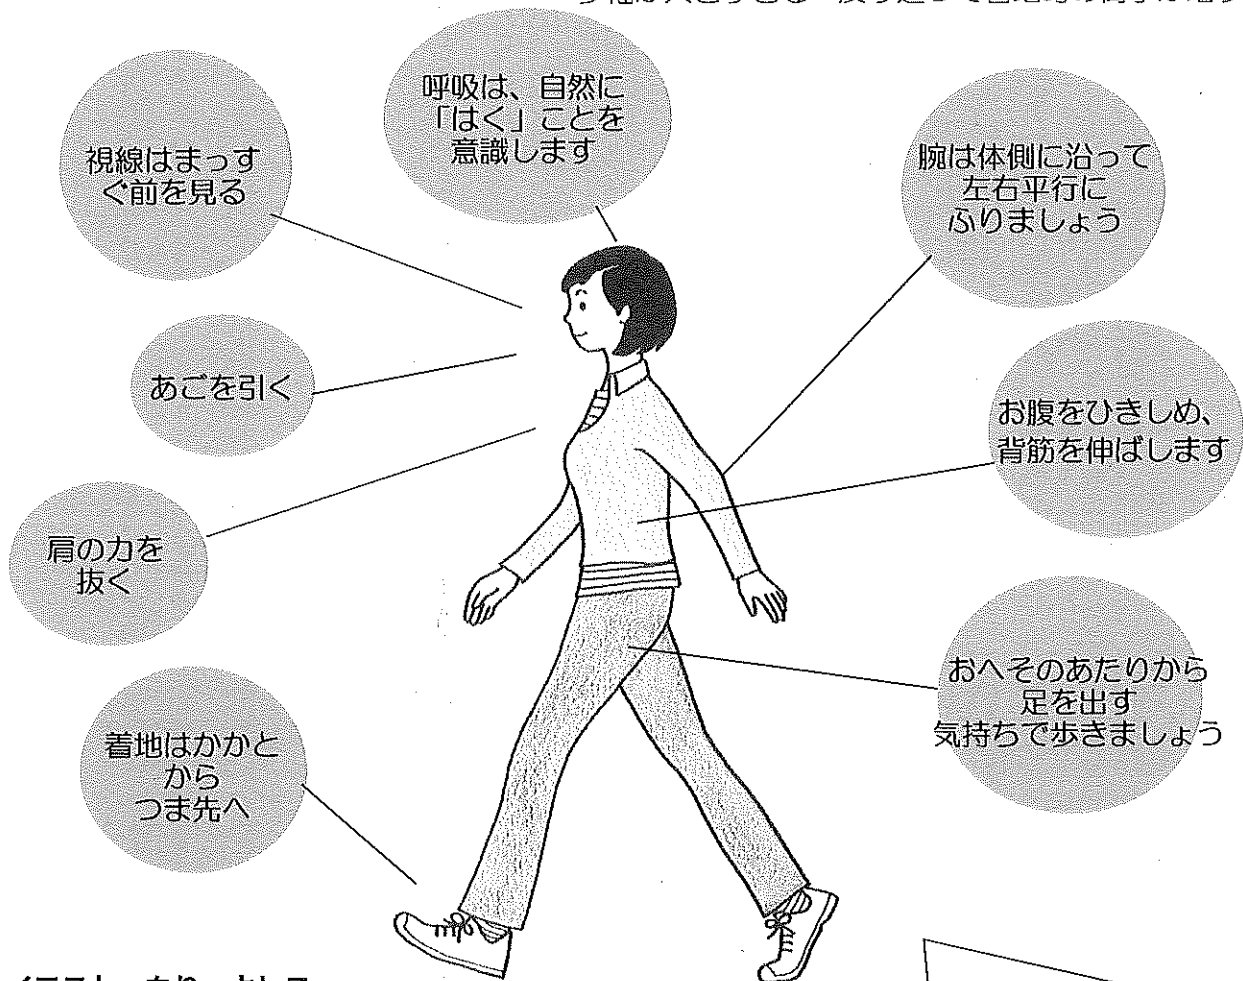 呼吸は、自然に
「はく」ことを
意識します
視線はまっす
ぐ前を見る
腕は体側に沿って
左右平行に
ふりましょう
あごを引く
お腹をひきしめ、
背筋を伸ばします
肩の力を
抜く
おへそのあたりから
足を出す
気持ちで歩きましょう
着地はかかと
から
つま先へ